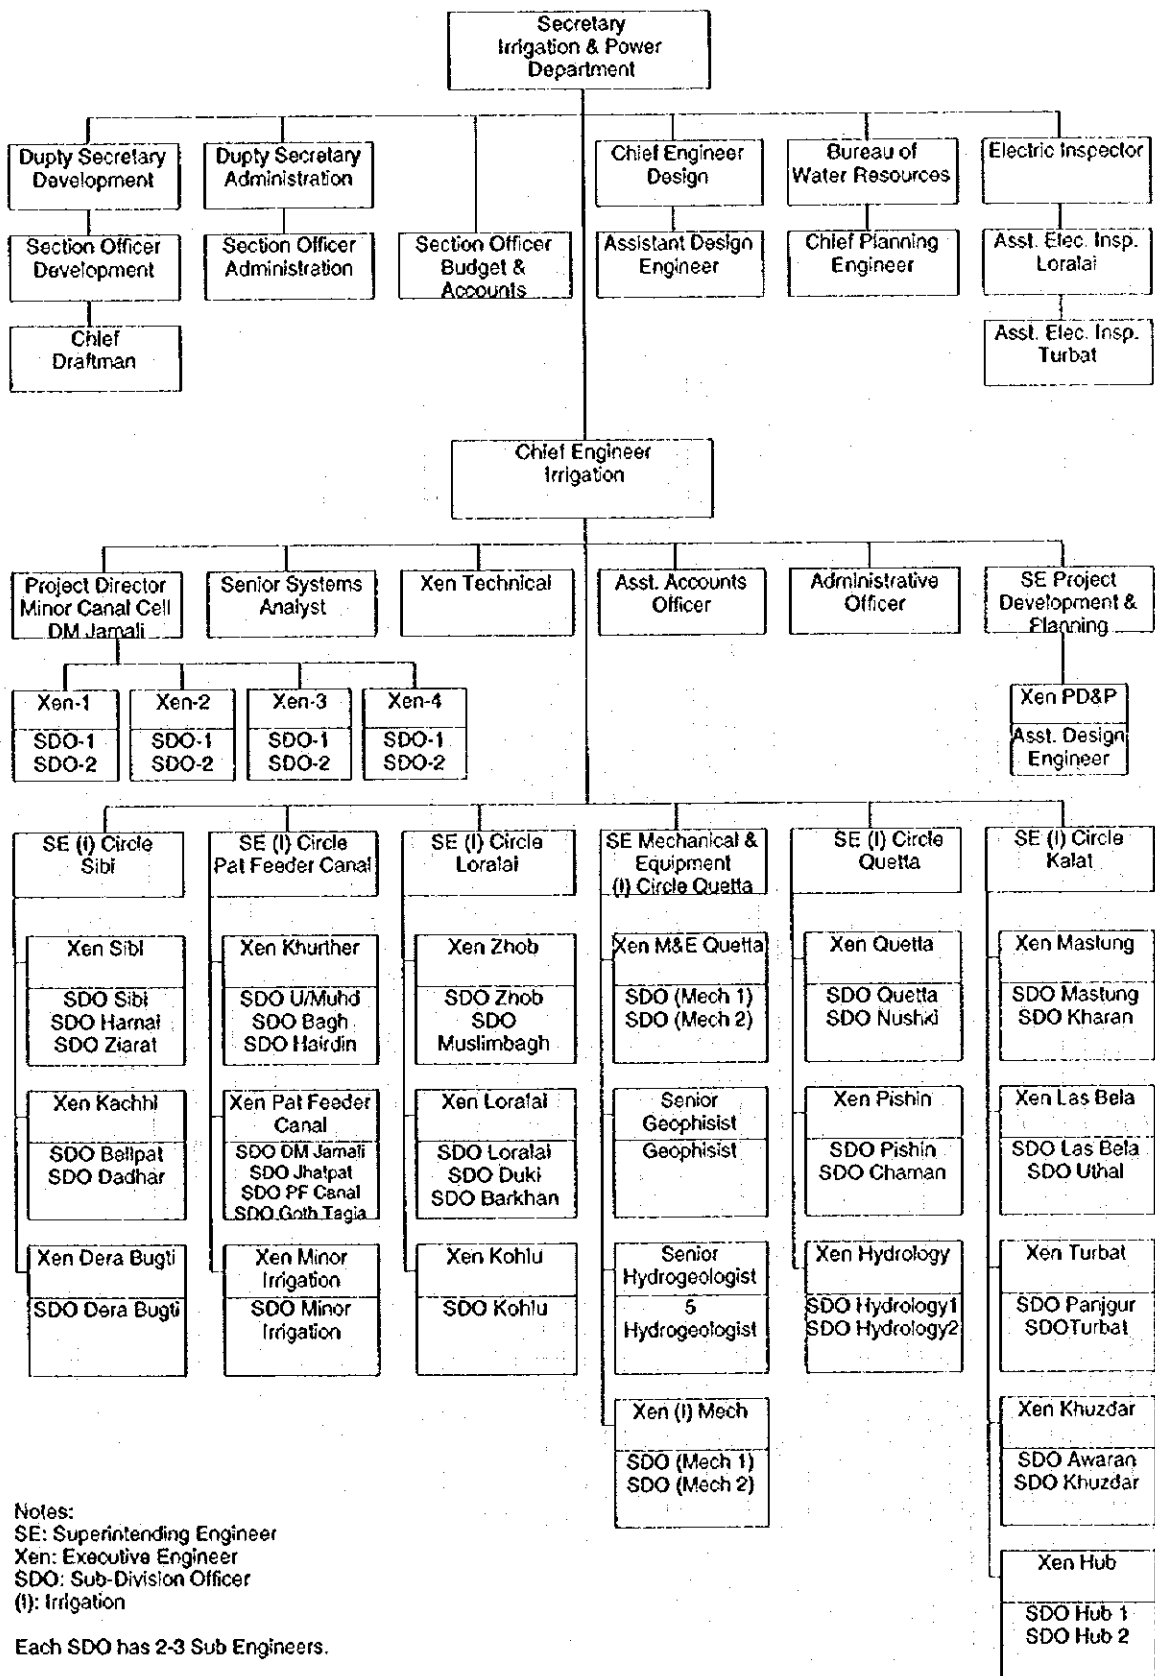 Secretary
Irrigation & Power
Department
Dupty Secretary
Development
Dupty Secretary
Administration
Chief Engineer
Design
Bureau of
Water Resources
Electric Inspector
Section Officer
Development
Section Officer
Administration
Section Officer
Budget &
Accounts
Assistant Design
Engineer
Chief Planning
Engineer
Asst. Elec. Insp.
Loralai
Chief
Draftman
Asst. Elec. Insp.
Turbat
Chief Engineer
Irrigation
Project Director
Minor Canal Cell
DM Jamali
Senior Systems
Analyst
Xen Technical
Asst. Accounts
Officer
Administrative
Officer
SE Project
Development &
Planning
Xen-1
SDO-1
SDO-2
Xen-2
SDO-1
SDO-2
Xen-3
SDO-1
SDO-2
Xen-4
SDO-1
SDO-2
Xen PD&P
Asst. Design
Engineer
SE (I) Circle
Sibi
Xen Sibi
SDO Sibi
SDO Harnai
SDO Ziarat
Xen Kachhi
SDO Bellpat
SDO Dadhar
Xen Dera Bugti
SDO Dera Bugti
SE (I) Circle
Pat Feeder Canal
Xen Khurther
SDO U/Muhd
SDO Bagh
SDO Hairdin
Xen Pat Feeder
Canal
SDO DM Jamali
SDO Jhatpat
SDO PF Canal
SDO Goth Tagia
Xen Minor
Irrigation
SDO Minor
Irrigation
SE (I) Circle
Loralai
Xen Zhob
SDO Zhob
SDO
Muslimbagh
Xen Loralai
SDO Loralai
SDO Duki
SDO Barkhan
Xen Kohlu
SDO Kohlu
SE Mechanical &
Equipment
(I) Circle Quetta
Xen M&E Quetta
SDO (Mech 1)
SDO (Mech 2)
Senior
Geophisist
Geophisist
Senior
Hydrogeologist
5
Hydrogeologist
Xen (I) Mech
SDO (Mech 1)
SDO (Mech 2)
SE (I) Circle
Quetta
Xen Quetta
SDO Quetta
SDO Nushki
Xen Pishin
SDO Pishin
SDO Chaman
Xen Hydrology
SDO Hydrology1
SDO Hydrology2
SE (I) Circle
Kalat
Xen Mastung
SDO Mastung
SDO Kharan
Xen Las Bela
SDO Las Bela
SDO Uthal
Xen Turbat
SDO Panjgur
SDOTurbat
Xen Khuzdar
SDO Awaran
SDO Khuzdar
Xen Hub
SDO Hub 1
SDO Hub 2
Notes:
SE: Superintending Engineer
Xen: Executive Engineer
SDO: Sub-Division Officer
(I): Irrigation
Each SDO has 2-3 Sub Engineers.